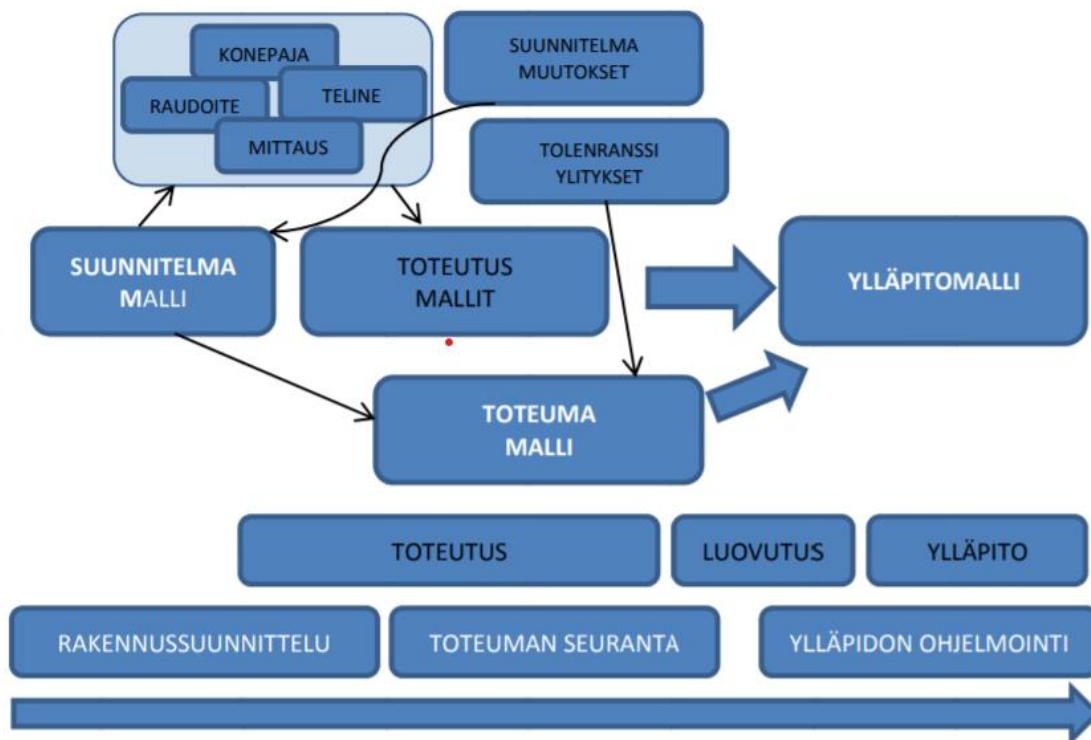 KONEPAJA
RAUDOITE
TELINE
MITTAUS
SUUNNITELMA
MUUTOKSET
TOLENRANSSI
YLITYKSET
SUUNNITELMA
MALLI
TOTEUTUS
MALLIT
YLLÄPITOMALLI
TOTEUMA
MALLI
TOTEUTUS
LUOVUTUS
YLLÄPITO
RAKENNUSSUUNNITTELU
TOTEUMAN SEURANTA
YLLÄPIDON OHJELMOINTI